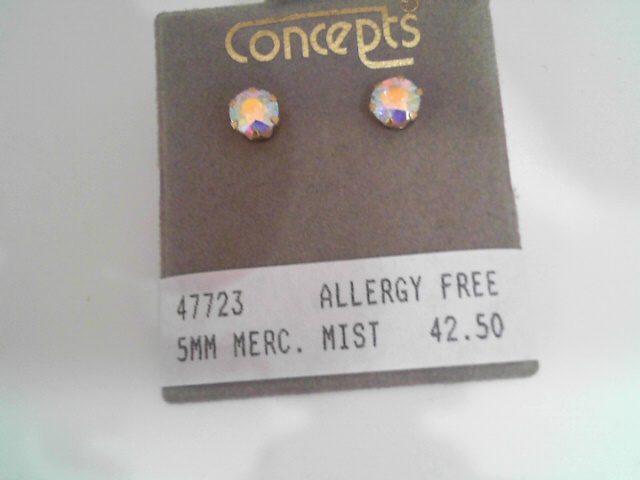 Concepts®
47723 ALLERGY FREE
5MM MERC. MIST 42.50